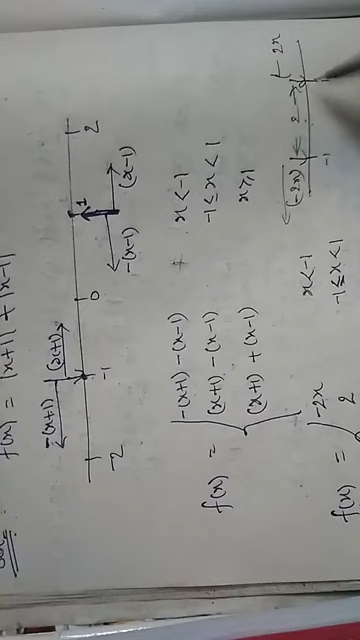 f(x) = |x+1| + |x-1|
-(x+1) (x+1)
-2 -1 0 1 2
-(x-1) (x-1)
f(x) = { -(x+1) -(x-1) x < -1
(x+1) -(x-1) -1 ≤ x < 1
(x+1) + (x-1) x ≥ 1
f(x) = { -2x x < -1
2 -1 ≤ x < 1
(-2x) 2
-1